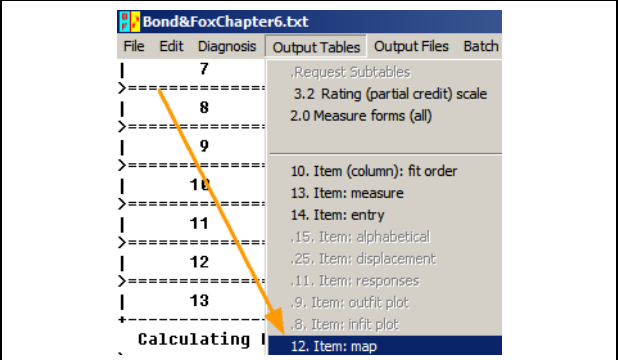 Bond&FoxChapter6.txt
File Edit Diagnosis Output Tables Output Files Batch
| 7
>================
| 8
>================
| 9
>================
| 10
>================
| 11
>================
| 12
>================
| 13
+----------------
Calculating
.Request Subtables
3.2 Rating (partial credit) scale
2.0 Measure forms (all)
10. Item (column): fit order
13. Item: measure
14. Item: entry
.15. Item: alphabetical
.25. Item: displacement
.11. Item: responses
.9. Item: outfit plot
.8. Item: infit plot
12. Item: map